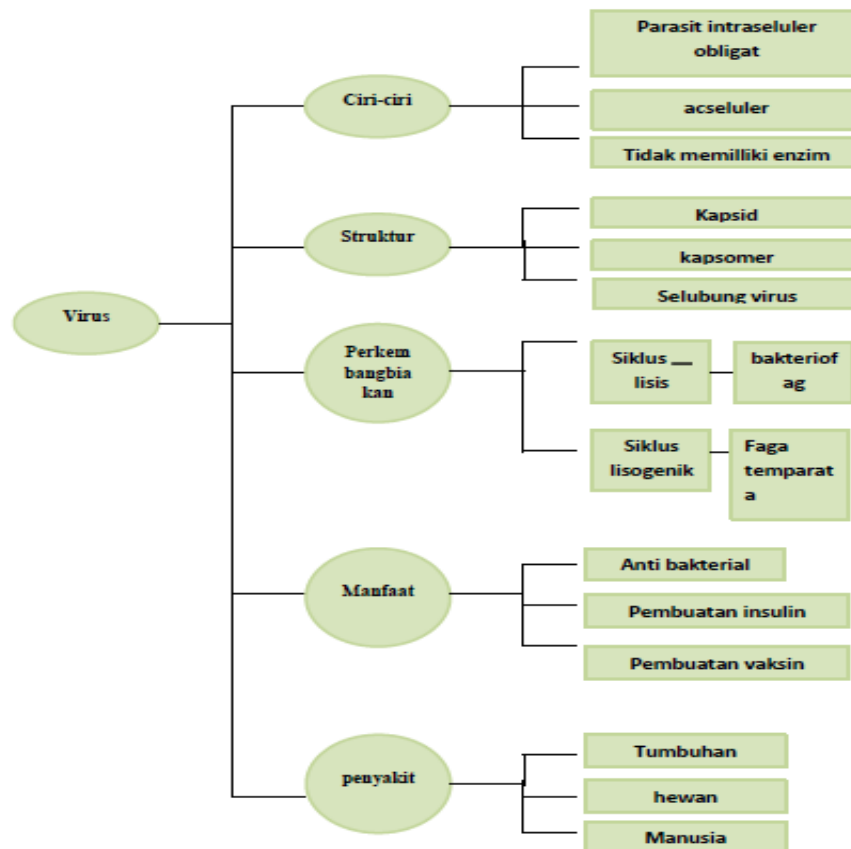 Virus
Ciri-ciri
Parasit intraseluler
obligat
acseluler
Tidak memilliki enzim
Struktur
Kapsid
kapsomer
Selubung virus
Perkem
bangbia
kan
Siklus
lisis
bakteriof
ag
Siklus
lisogenik
Faga
temparat
a
Manfaat
Anti bakterial
Pembuatan insulin
Pembuatan vaksin
penyakit
Tumbuhan
hewan
Manusia